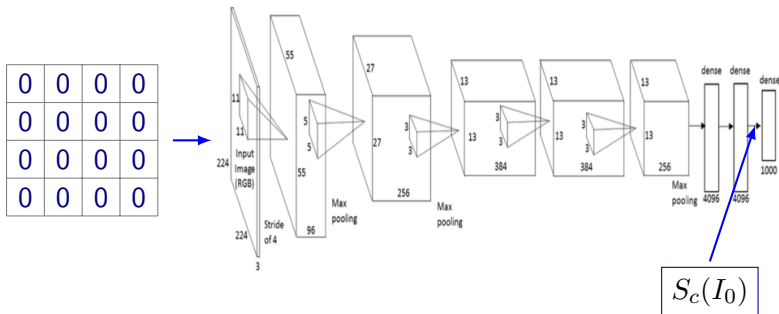 0 0 0 0
0 0 0 0
0 0 0 0
0 0 0 0
224
224
3
11
11
Input
Image
(RGB)
Stride
of 4
55
55
96
5
5
Max
pooling
27
27
256
3
3
Max
pooling
13
13
384
3
3
13
13
384
3
3
13
13
256
Max
pooling
dense
4096
dense
4096
dense
1000
S_c(I_0)